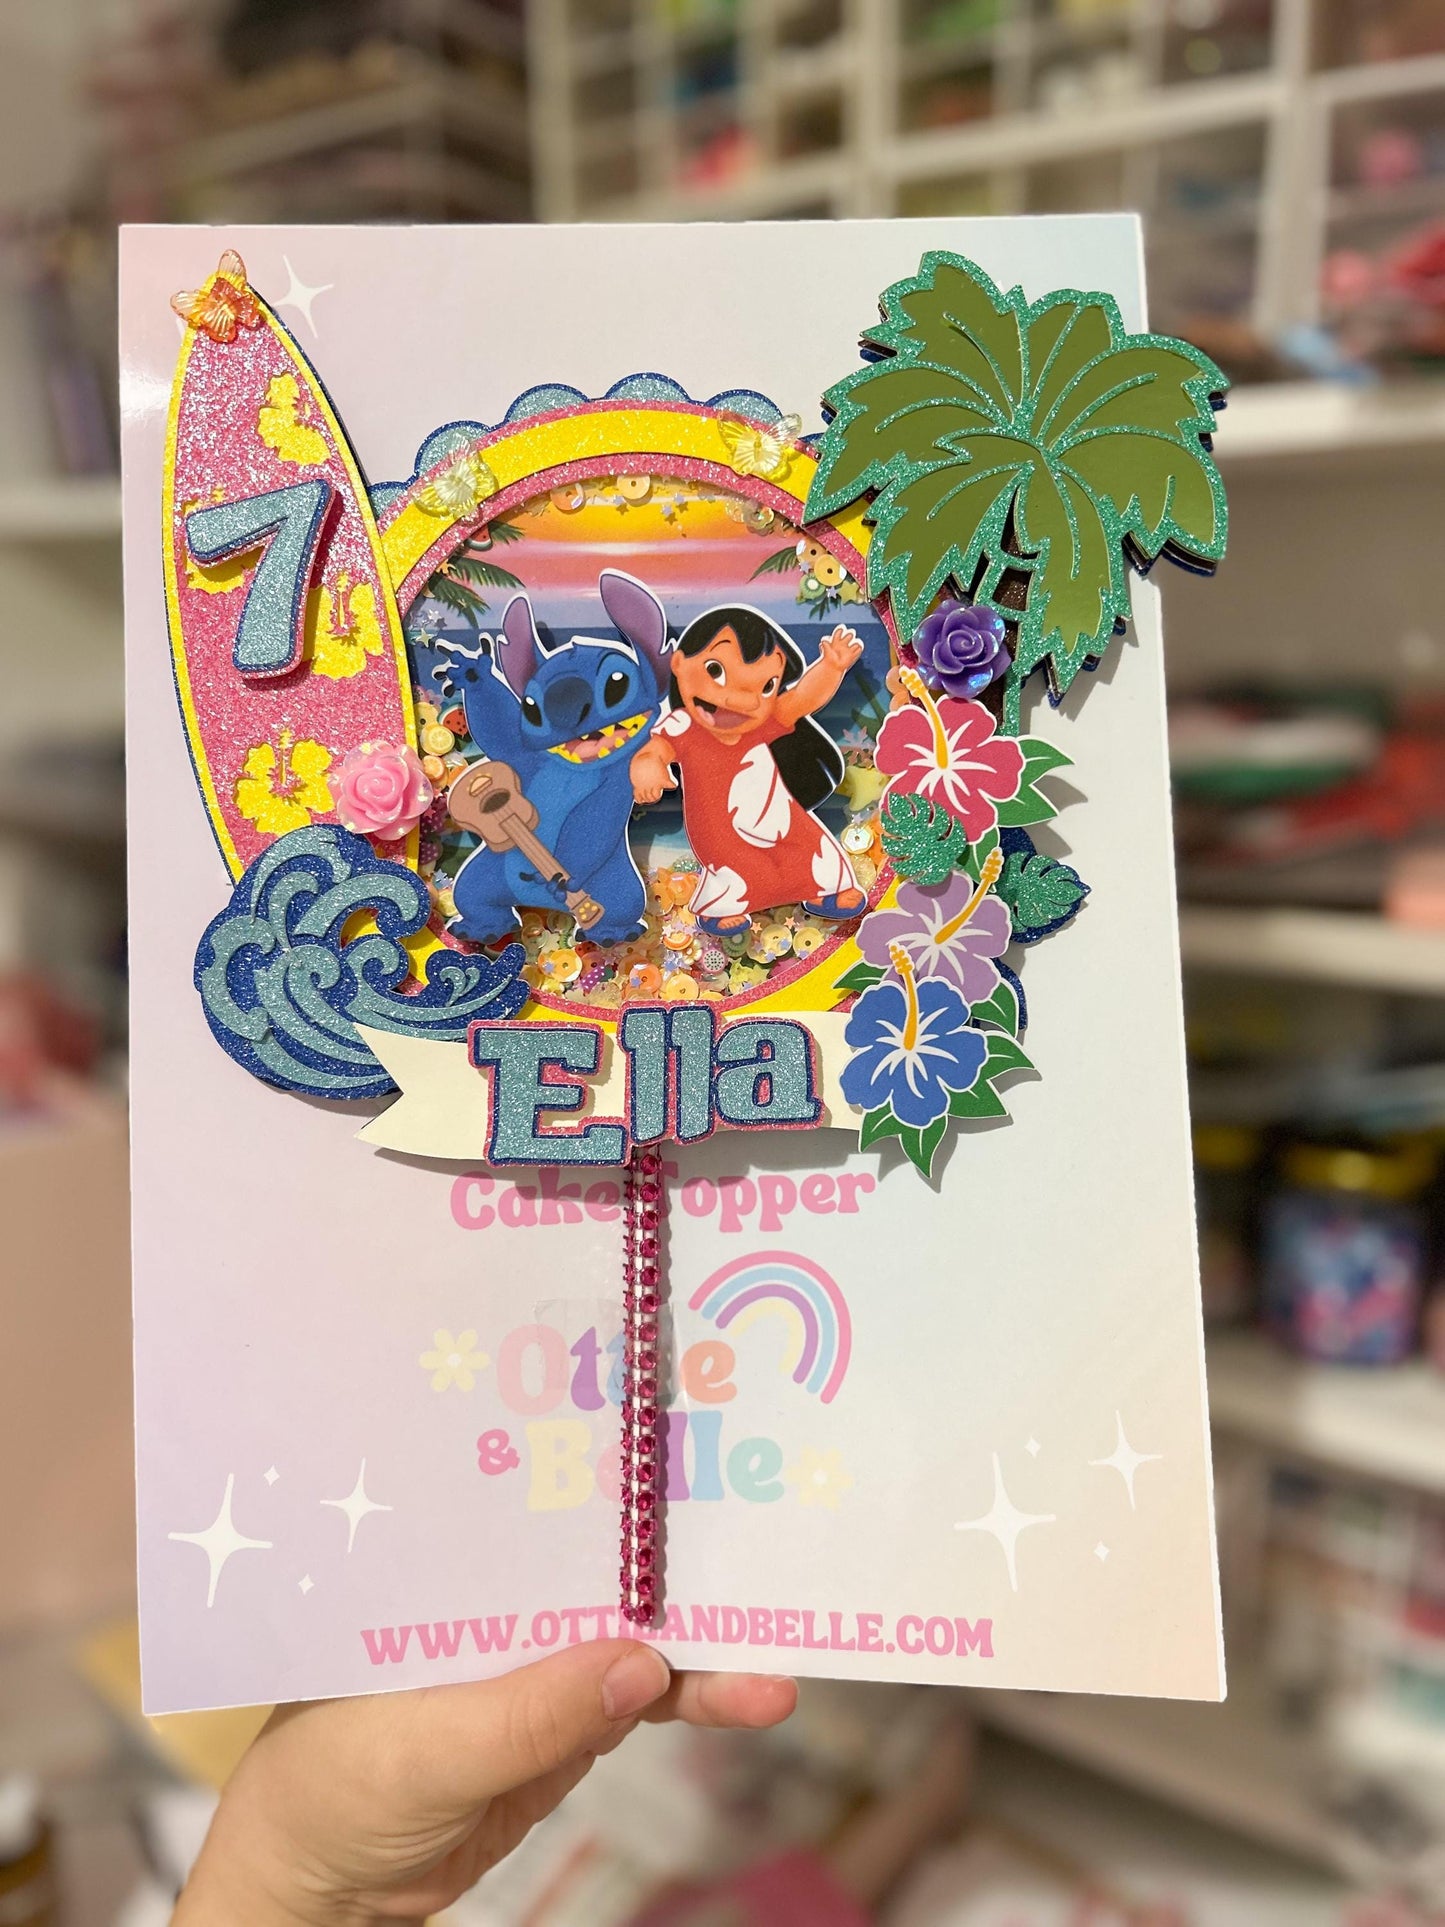 7
Ella
Cake Topper
Ottie
& Belle
WWW.OTTIEANDBELLE.COM